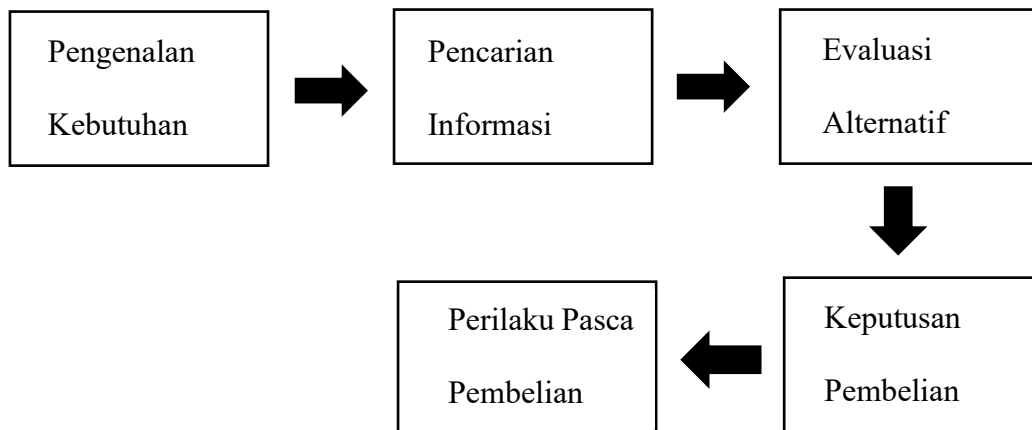 Pengenalan
Kebutuhan
Pencarian
Informasi
Evaluasi
Alternatif
Keputusan
Pembelian
Perilaku Pasca
Pembelian